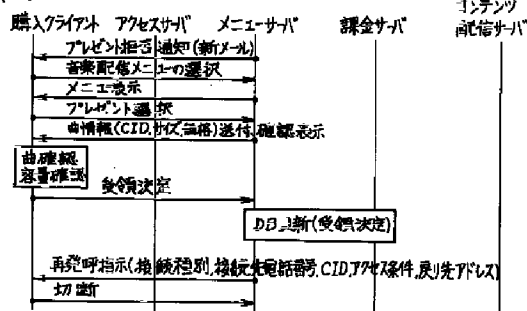 購入クライアント アクセスサーバ メニューサーバ 課金サーバ コンテンツ配信サーバ
プレゼント拒否通知(新メール)
音楽配信メニューの選択
メニュー表示
プレゼント選択
曲情報(CID,サイズ,価格)送付,確認表示
曲確認
容量確認
受領決定
DB更新(受領決定)
再発呼指示(接続種別,接続先電話番号,CID,アクセス条件,戻り先アドレス)
切断